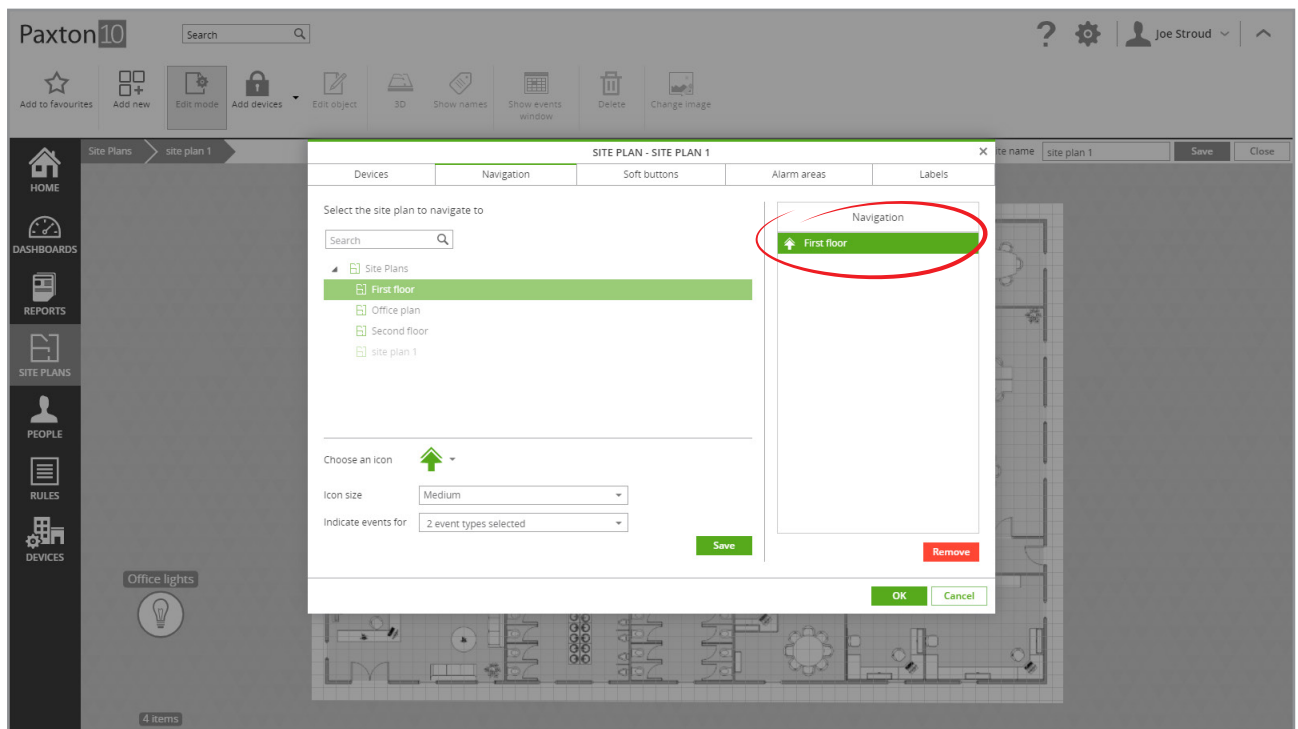 Paxton10
Search
Joe Stroud
Add to favourites
Add new
Edit mode
Add devices
Edit object
3D
Show names
Show events
window
Delete
Change image
HOME
DASHBOARDS
REPORTS
SITE PLANS
PEOPLE
RULES
DEVICES
Site Plans
site plan 1
te name
site plan 1
Save
Close
SITE PLAN - SITE PLAN 1
Devices
Navigation
Soft buttons
Alarm areas
Labels
Select the site plan to navigate to
Search
Site Plans
First floor
Office plan
Second floor
site plan 1
Choose an icon
Icon size
Medium
Indicate events for
2 event types selected
Save
Navigation
First floor
Remove
OK
Cancel
Office lights
4 items